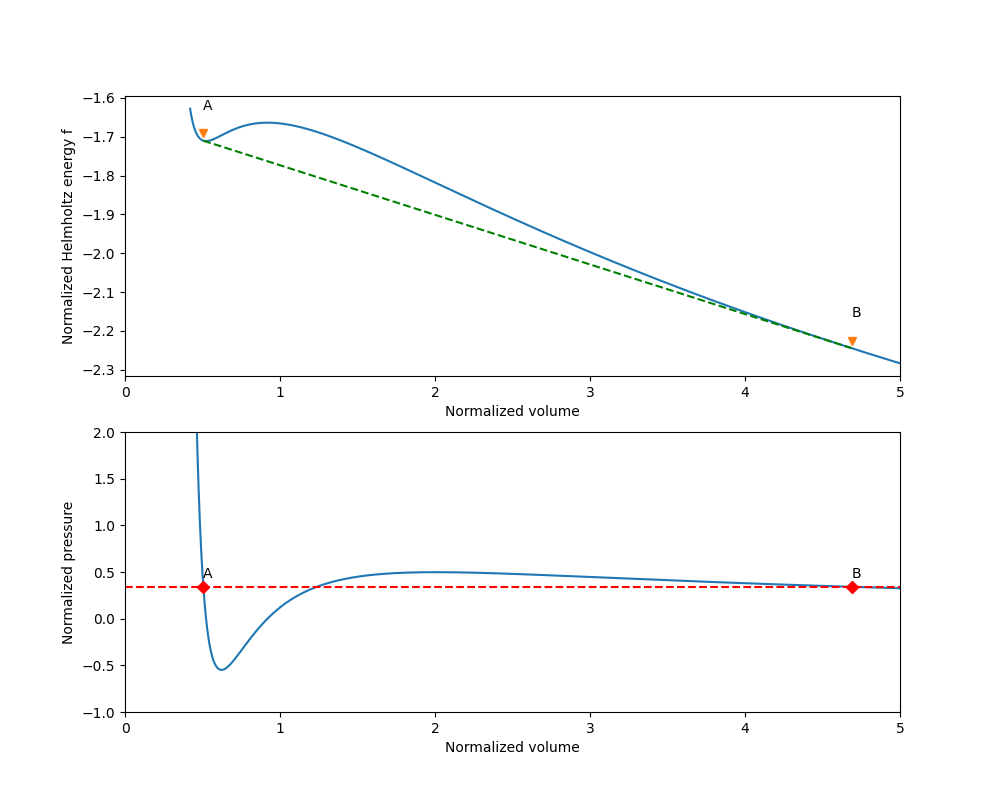 Normalized Helmholtz energy f
−1.6
−1.7
−1.8
−1.9
−2.0
−2.1
−2.2
−2.3
A
B
0 1 2 3 4 5
Normalized volume
Normalized pressure
2.0
1.5
1.0
0.5
0.0
−0.5
−1.0
A
B
0 1 2 3 4 5
Normalized volume